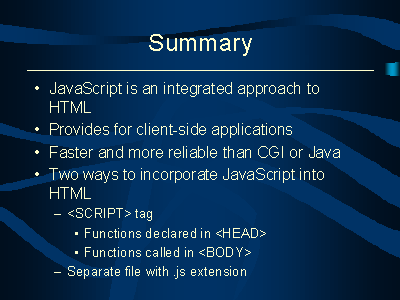 Summary
• JavaScript is an integrated approach to
HTML
• Provides for client-side applications
• Faster and more reliable than CGI or Java
• Two ways to incorporate JavaScript into
HTML
– <SCRIPT> tag
• Functions declared in <HEAD>
• Functions called in <BODY>
– Separate file with .js extension